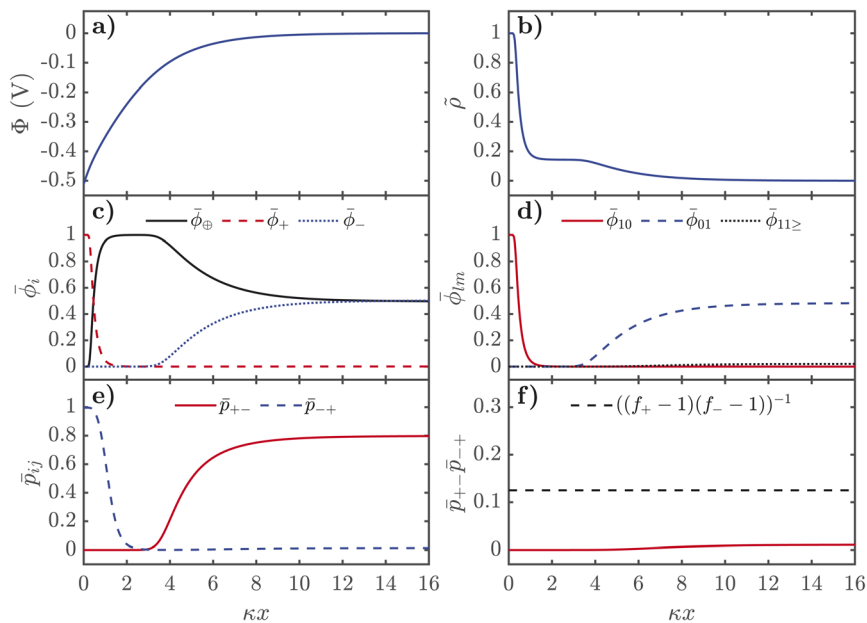 a)
Φ (V)
0
-0.1
-0.2
-0.3
-0.4
-0.5
b)
ρ̃
1
0.8
0.6
0.4
0.2
0
c) ϕ̄⊕ ϕ̄+ ϕ̄−
ϕ̄i
1
0.8
0.6
0.4
0.2
0
d) ϕ̄10 ϕ̄01 ϕ̄11≥
ϕ̄lm
1
0.8
0.6
0.4
0.2
0
e) p̄+− p̄−+
p̄ij
1
0.8
0.6
0.4
0.2
0
0 2 4 6 8 10 12 14 16
κx
f) ((f+ − 1)(f− − 1))−1
p̄+−p̄−+
0.3
0.2
0.1
0
0 2 4 6 8 10 12 14 16
κx